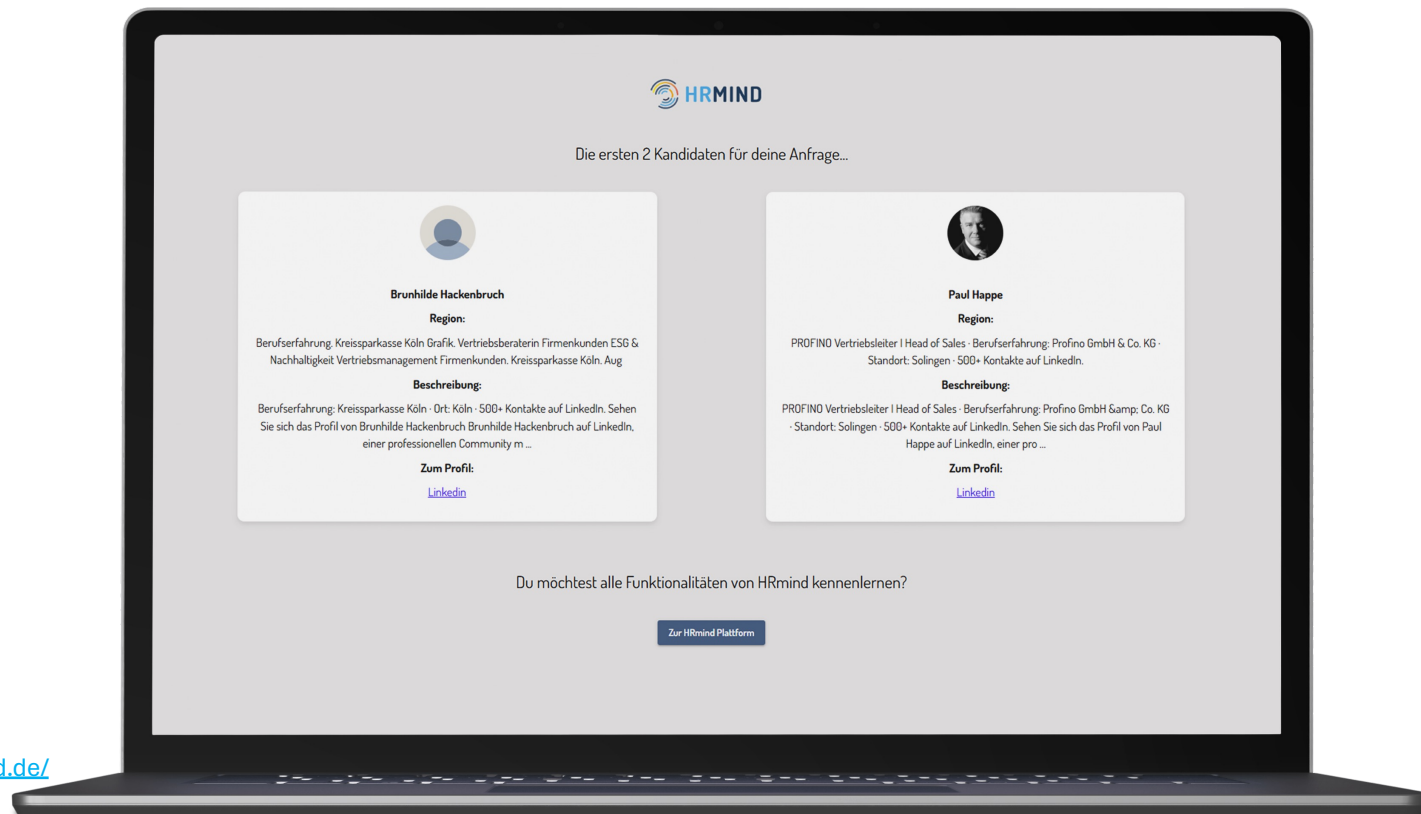 HRMIND
Die ersten 2 Kandidaten für deine Anfrage...
Brunhilde Hackenbruch
Region:
Berufserfahrung. Kreissparkasse Köln Grafik. Vertriebsberaterin Firmenkunden ESG &
Nachhaltigkeit Vertriebsmanagement Firmenkunden. Kreissparkasse Köln. Aug
Beschreibung:
Berufserfahrung: Kreissparkasse Köln · Ort: Köln · 500+ Kontakte auf LinkedIn. Sehen
Sie sich das Profil von Brunhilde Hackenbruch Brunhilde Hackenbruch auf LinkedIn,
einer professionellen Community m ...
Zum Profil:
Linkedin
Paul Happe
Region:
PROFINO Vertriebsleiter I Head of Sales · Berufserfahrung: Profino GmbH & Co. KG ·
Standort: Solingen · 500+ Kontakte auf LinkedIn.
Beschreibung:
PROFINO Vertriebsleiter I Head of Sales · Berufserfahrung: Profino GmbH &amp; Co. KG
· Standort: Solingen · 500+ Kontakte auf LinkedIn. Sehen Sie sich das Profil von Paul
Happe auf LinkedIn, einer pro ...
Zum Profil:
Linkedin
Du möchtest alle Funktionalitäten von HRmind kennenlernen?
Zur HRmind Plattform
d.de/